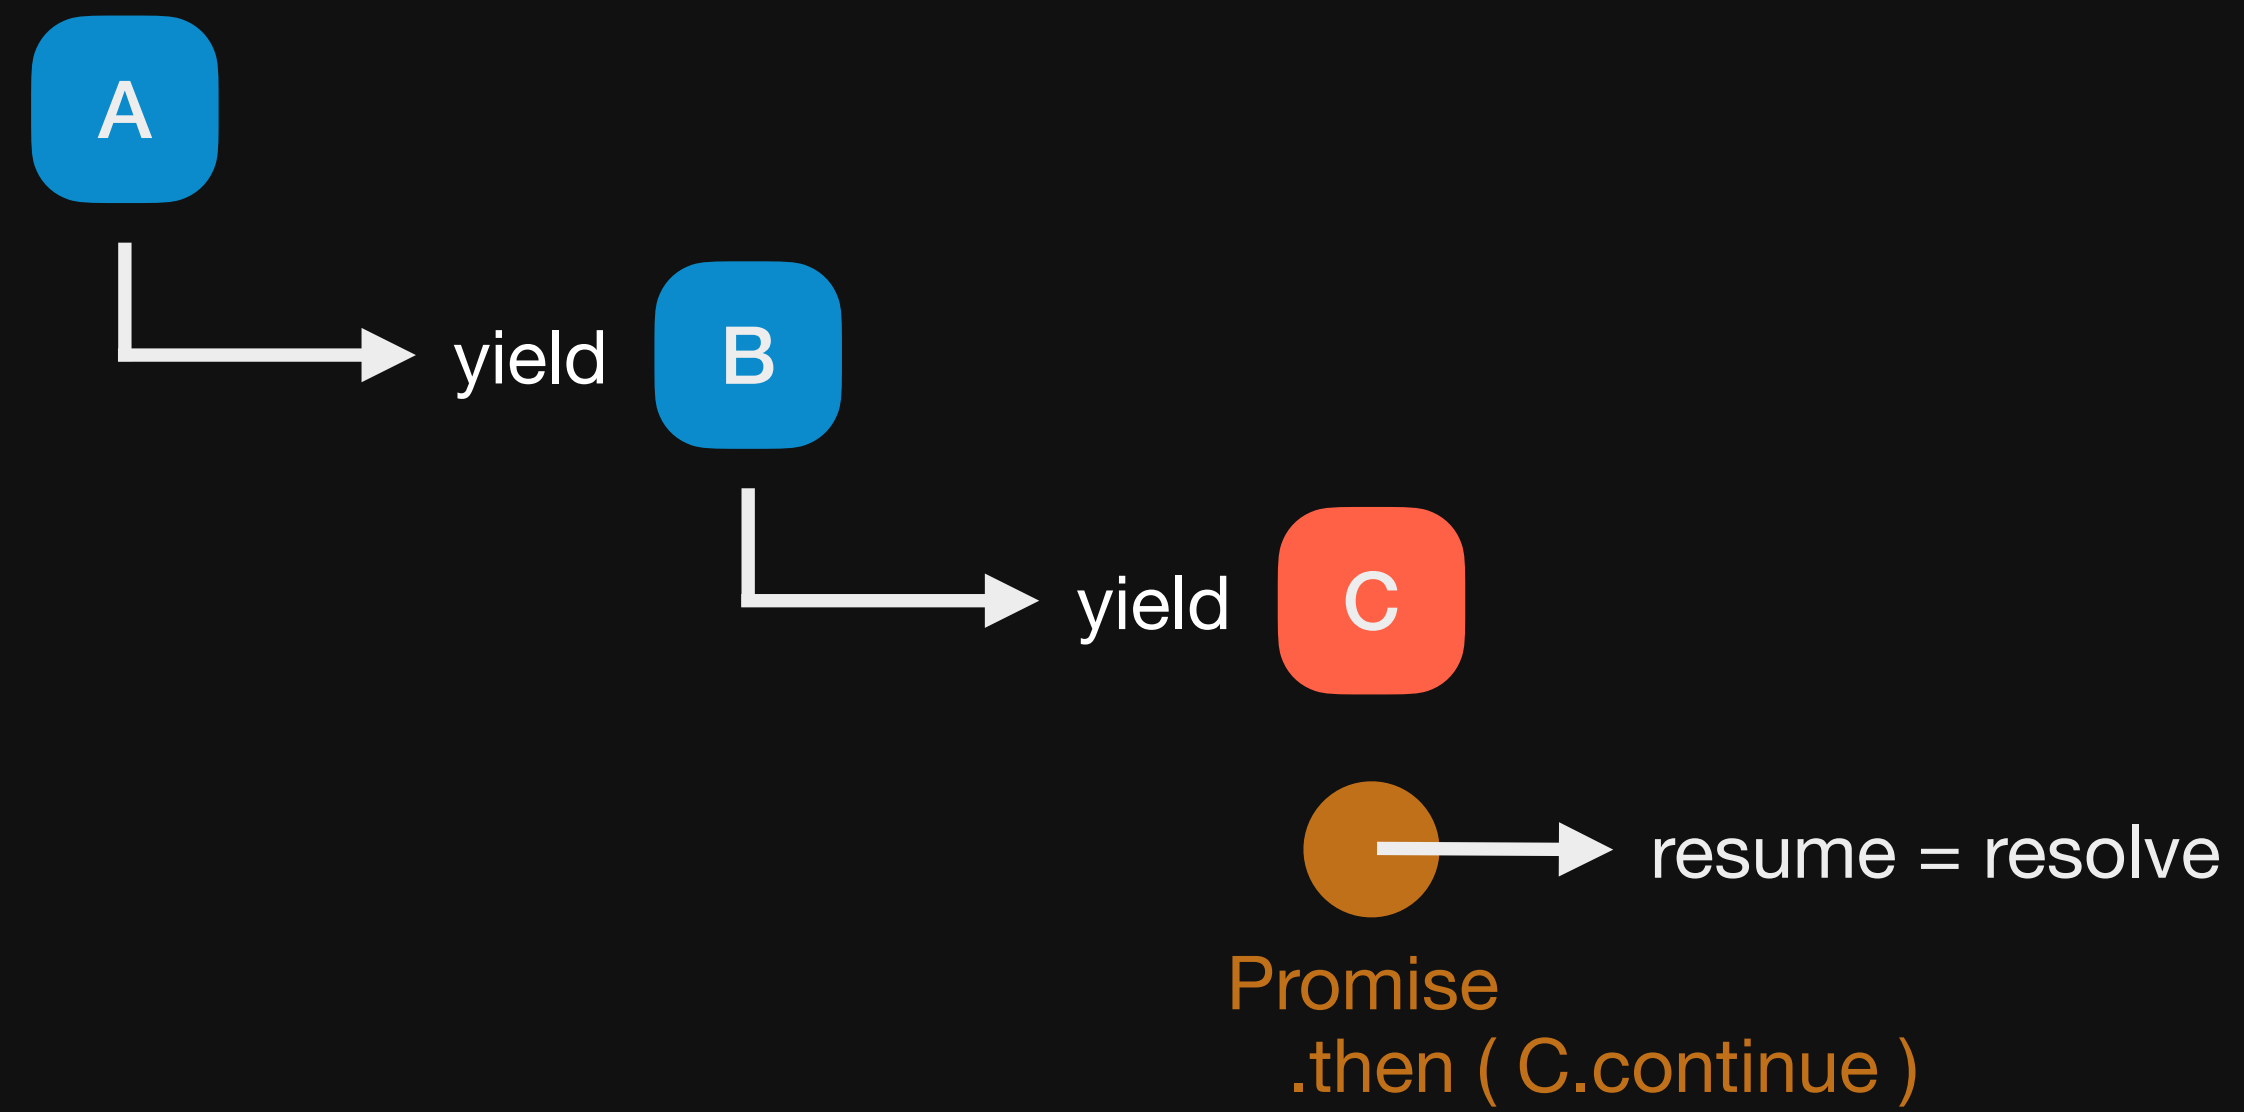 A
yield B
yield C
resume = resolve
Promise
.then ( C.continue )